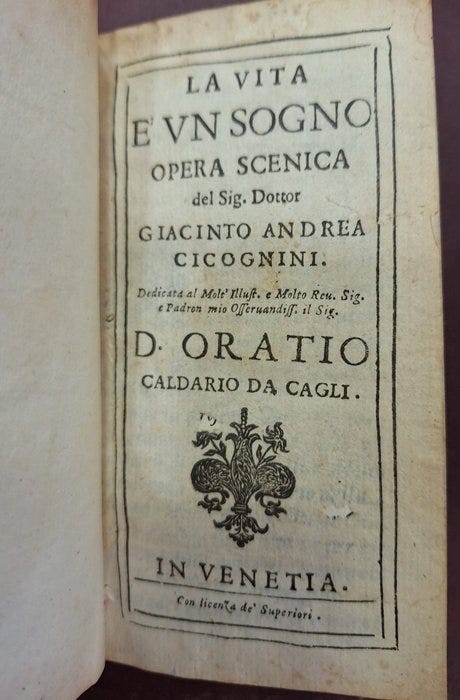 LA VITA
E' VN SOGNO
OPERA SCENICA
del Sig. Dottor
GIACINTO ANDREA
CICOGNINI.
Dedicata al Molt' Illuſt. e Molto Reu. Sig.
e Padron mio Oſſeruandiſſ. il Sig.
D. ORATIO
CALDARIO DA CAGLI.
IN VENETIA.
Con licenza de' Superiori.